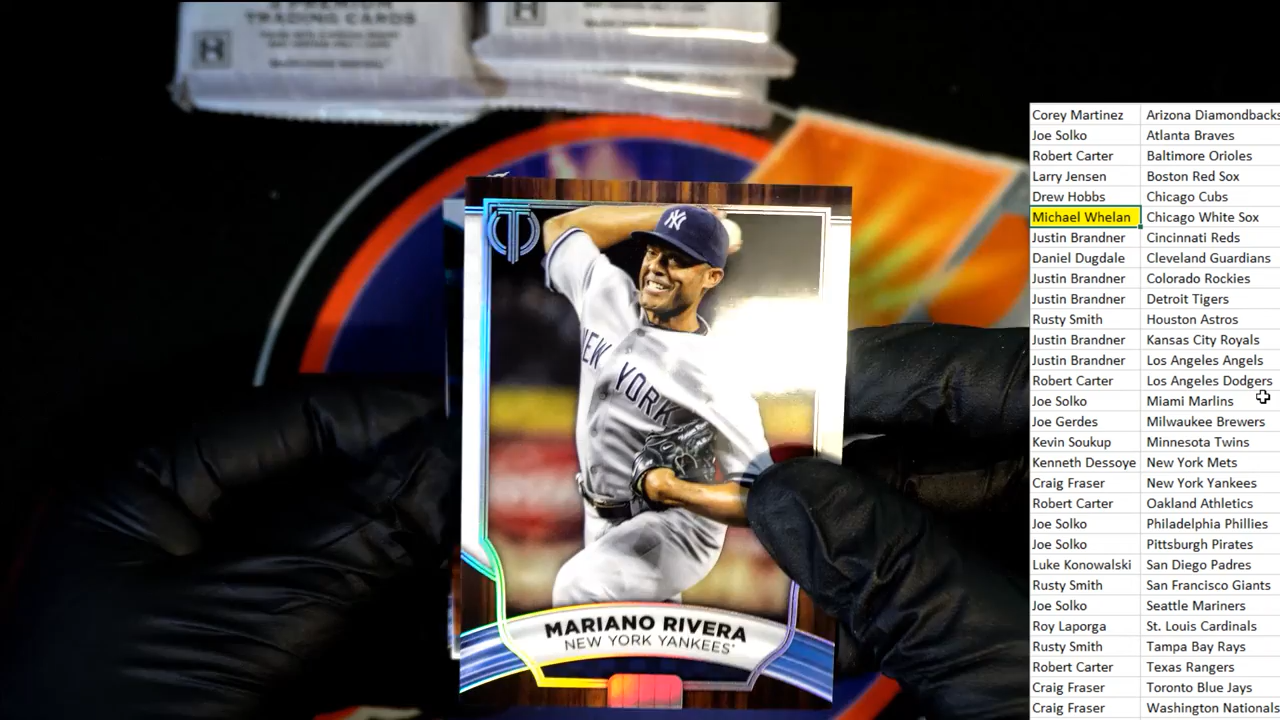 5 PREMIUM
TRADING CARDS
H
H
NY
NEW YORK
T
MARIANO RIVERA
NEW YORK YANKEES
Corey Martinez Arizona Diamondbacks
Joe Solko Atlanta Braves
Robert Carter Baltimore Orioles
Larry Jensen Boston Red Sox
Drew Hobbs Chicago Cubs
Michael Whelan Chicago White Sox
Justin Brandner Cincinnati Reds
Daniel Dugdale Cleveland Guardians
Justin Brandner Colorado Rockies
Justin Brandner Detroit Tigers
Rusty Smith Houston Astros
Justin Brandner Kansas City Royals
Justin Brandner Los Angeles Angels
Robert Carter Los Angeles Dodgers
Joe Solko Miami Marlins
Joe Gerdes Milwaukee Brewers
Kevin Soukup Minnesota Twins
Kenneth Dessoye New York Mets
Craig Fraser New York Yankees
Robert Carter Oakland Athletics
Joe Solko Philadelphia Phillies
Joe Solko Pittsburgh Pirates
Luke Konowalski San Diego Padres
Rusty Smith San Francisco Giants
Joe Solko Seattle Mariners
Roy Laporga St. Louis Cardinals
Rusty Smith Tampa Bay Rays
Robert Carter Texas Rangers
Craig Fraser Toronto Blue Jays
Craig Fraser Washington Nationals